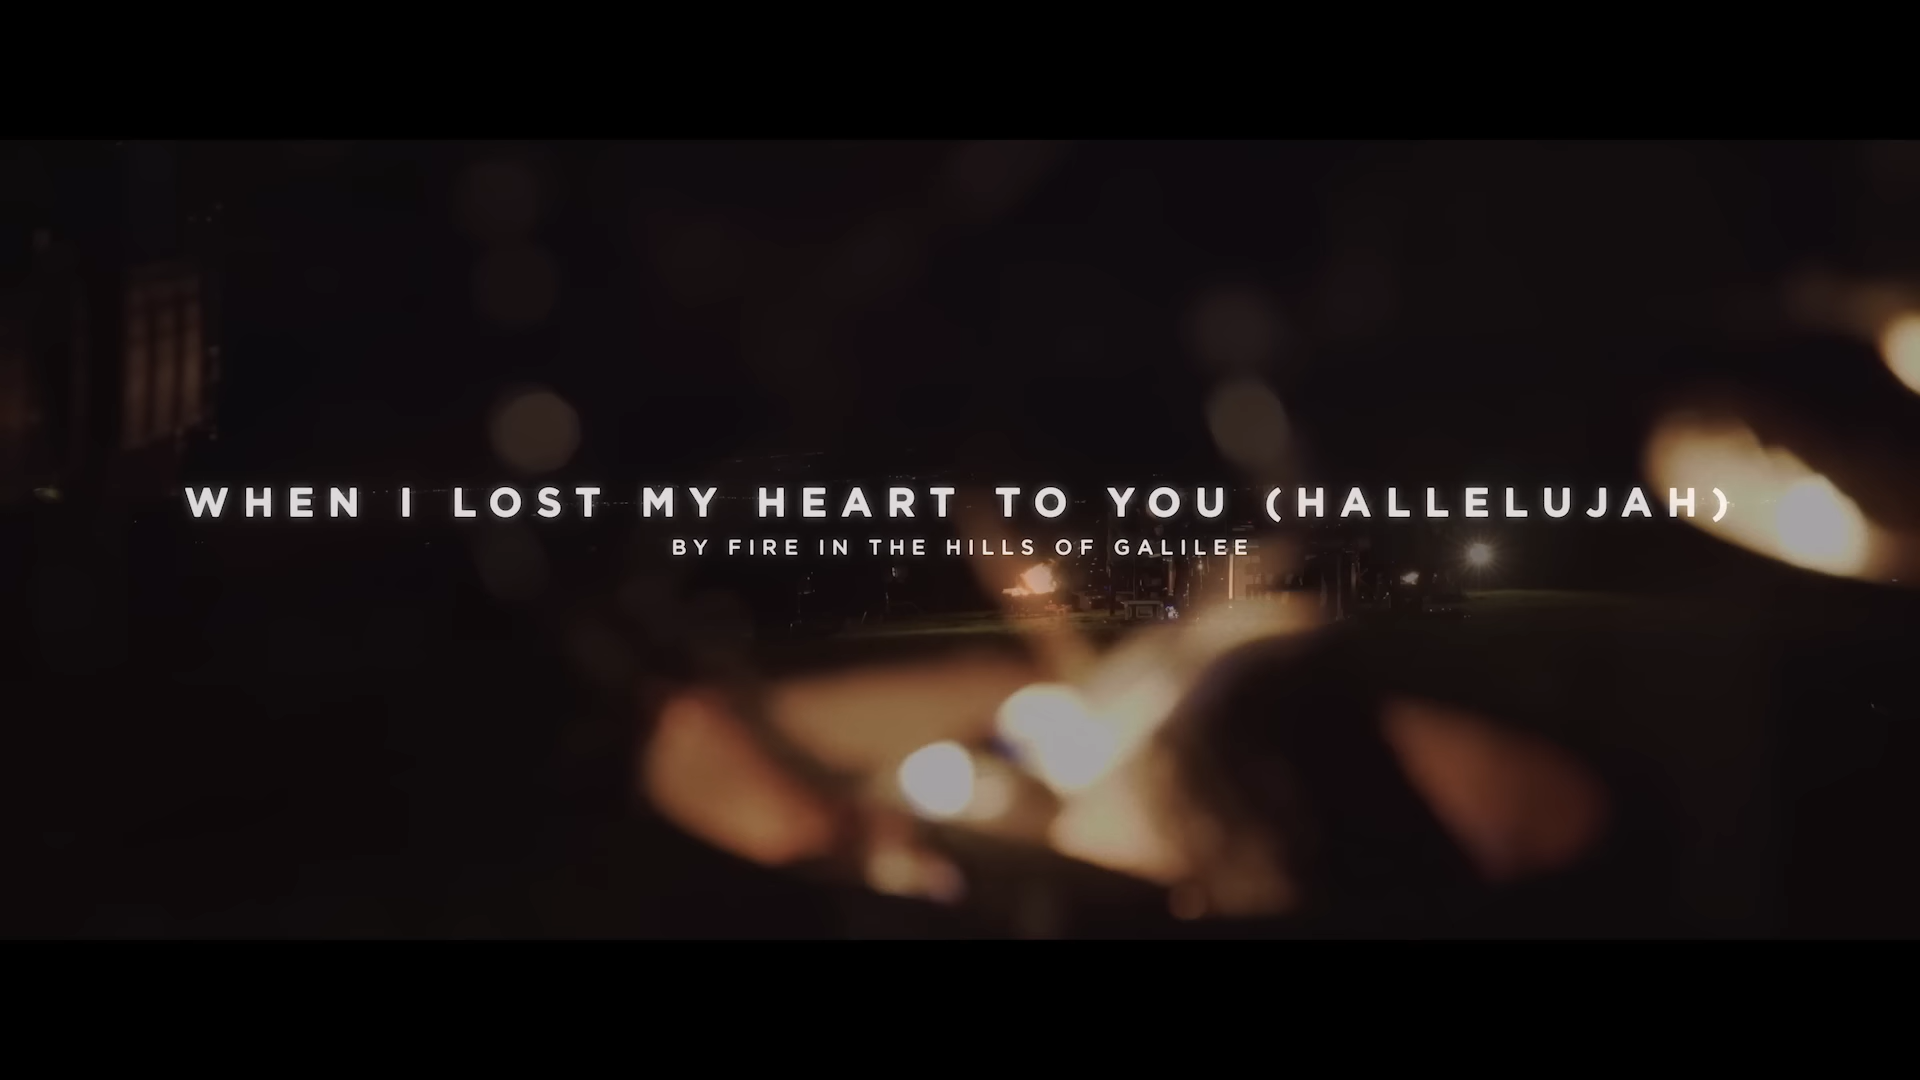 WHEN I LOST MY HEART TO YOU (HALLELUJAH)
BY FIRE IN THE HILLS OF GALILEE